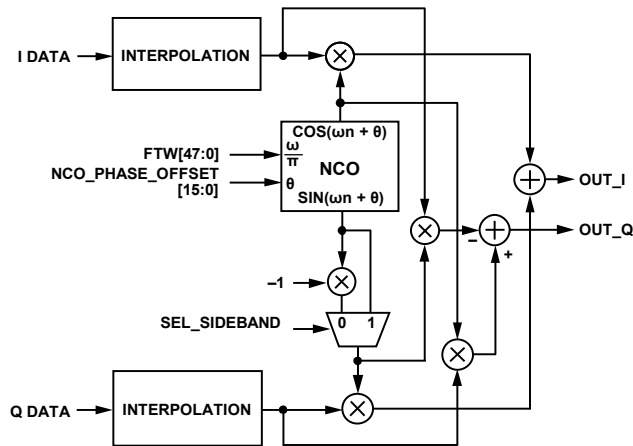 I DATA
INTERPOLATION
COS(ωn + θ)
FTW[47:0]
ω
π
NCO
NCO_PHASE_OFFSET
[15:0]
θ
SIN(ωn + θ)
OUT_I
OUT_Q
–
+
–1
SEL_SIDEBAND
0 1
Q DATA
INTERPOLATION